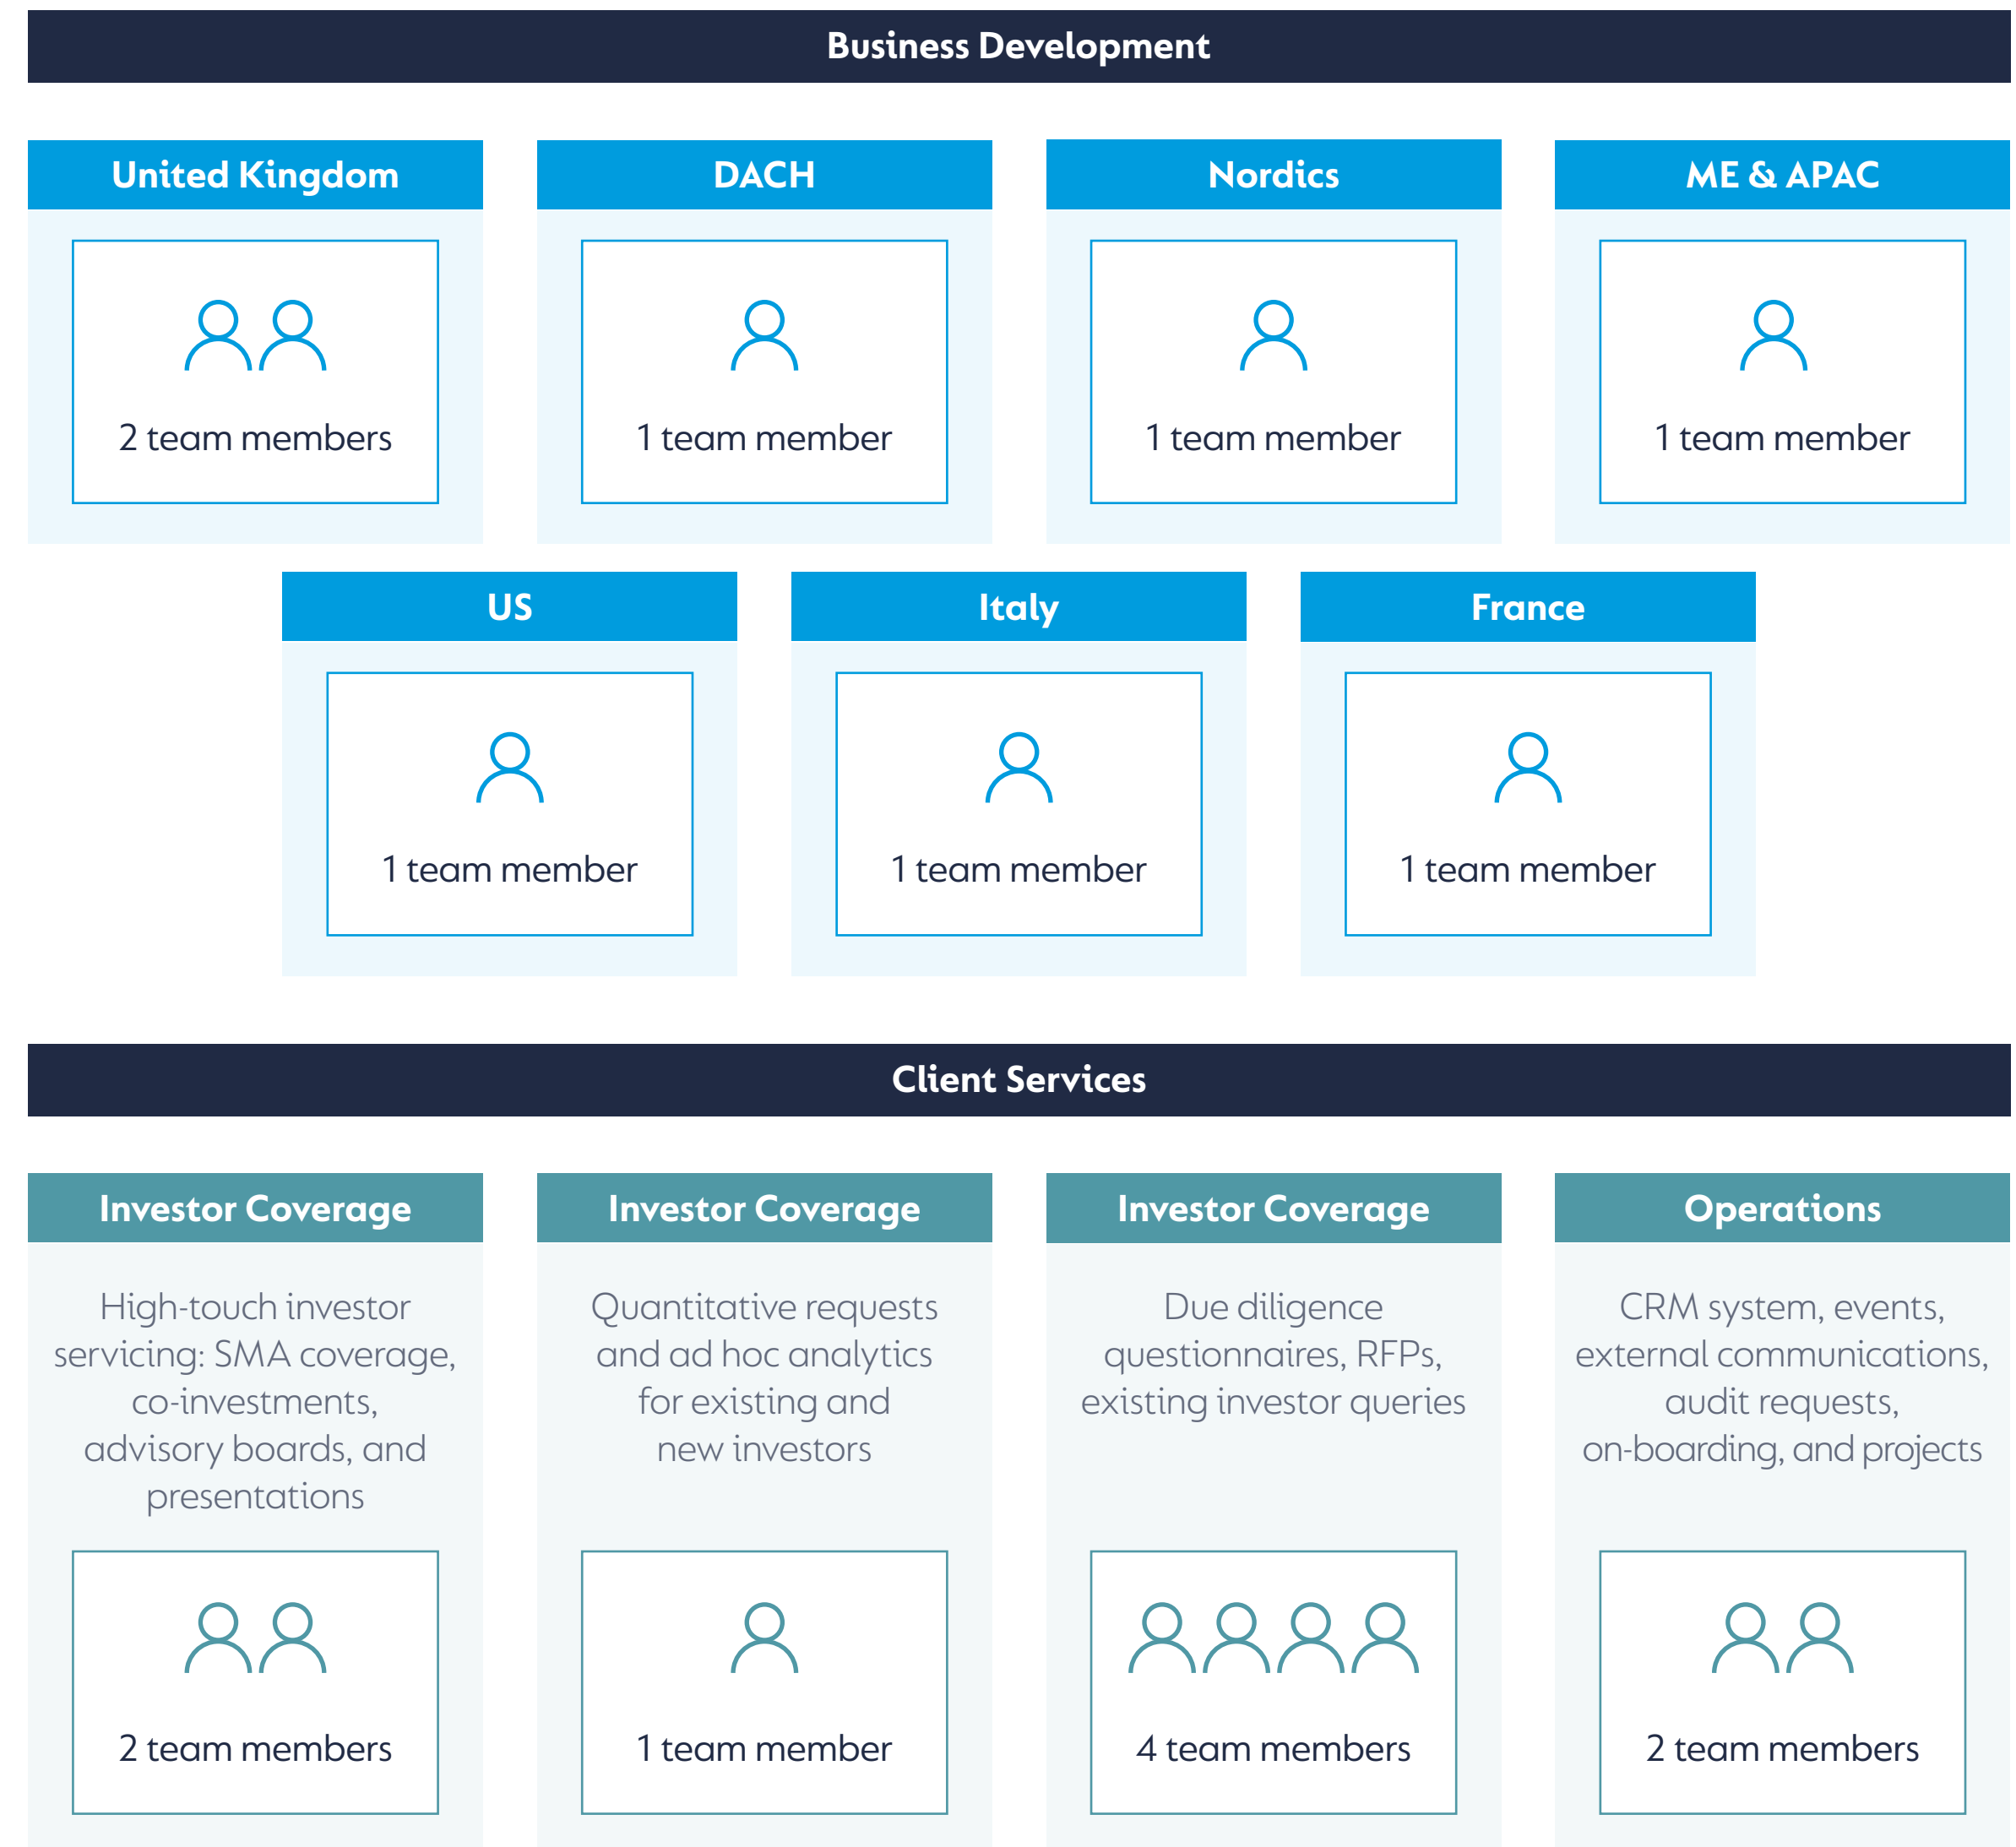 Business Development
United Kingdom
2 team members
DACH
1 team member
Nordics
1 team member
ME & APAC
1 team member
US
1 team member
Italy
1 team member
France
1 team member
Client Services
Investor Coverage
High-touch investor
servicing: SMA coverage,
co-investments,
advisory boards, and
presentations
2 team members
Investor Coverage
Quantitative requests
and ad hoc analytics
for existing and
new investors
1 team member
Investor Coverage
Due diligence
questionnaires, RFPs,
existing investor queries
4 team members
Operations
CRM system, events,
external communications,
audit requests,
on-boarding, and projects
2 team members